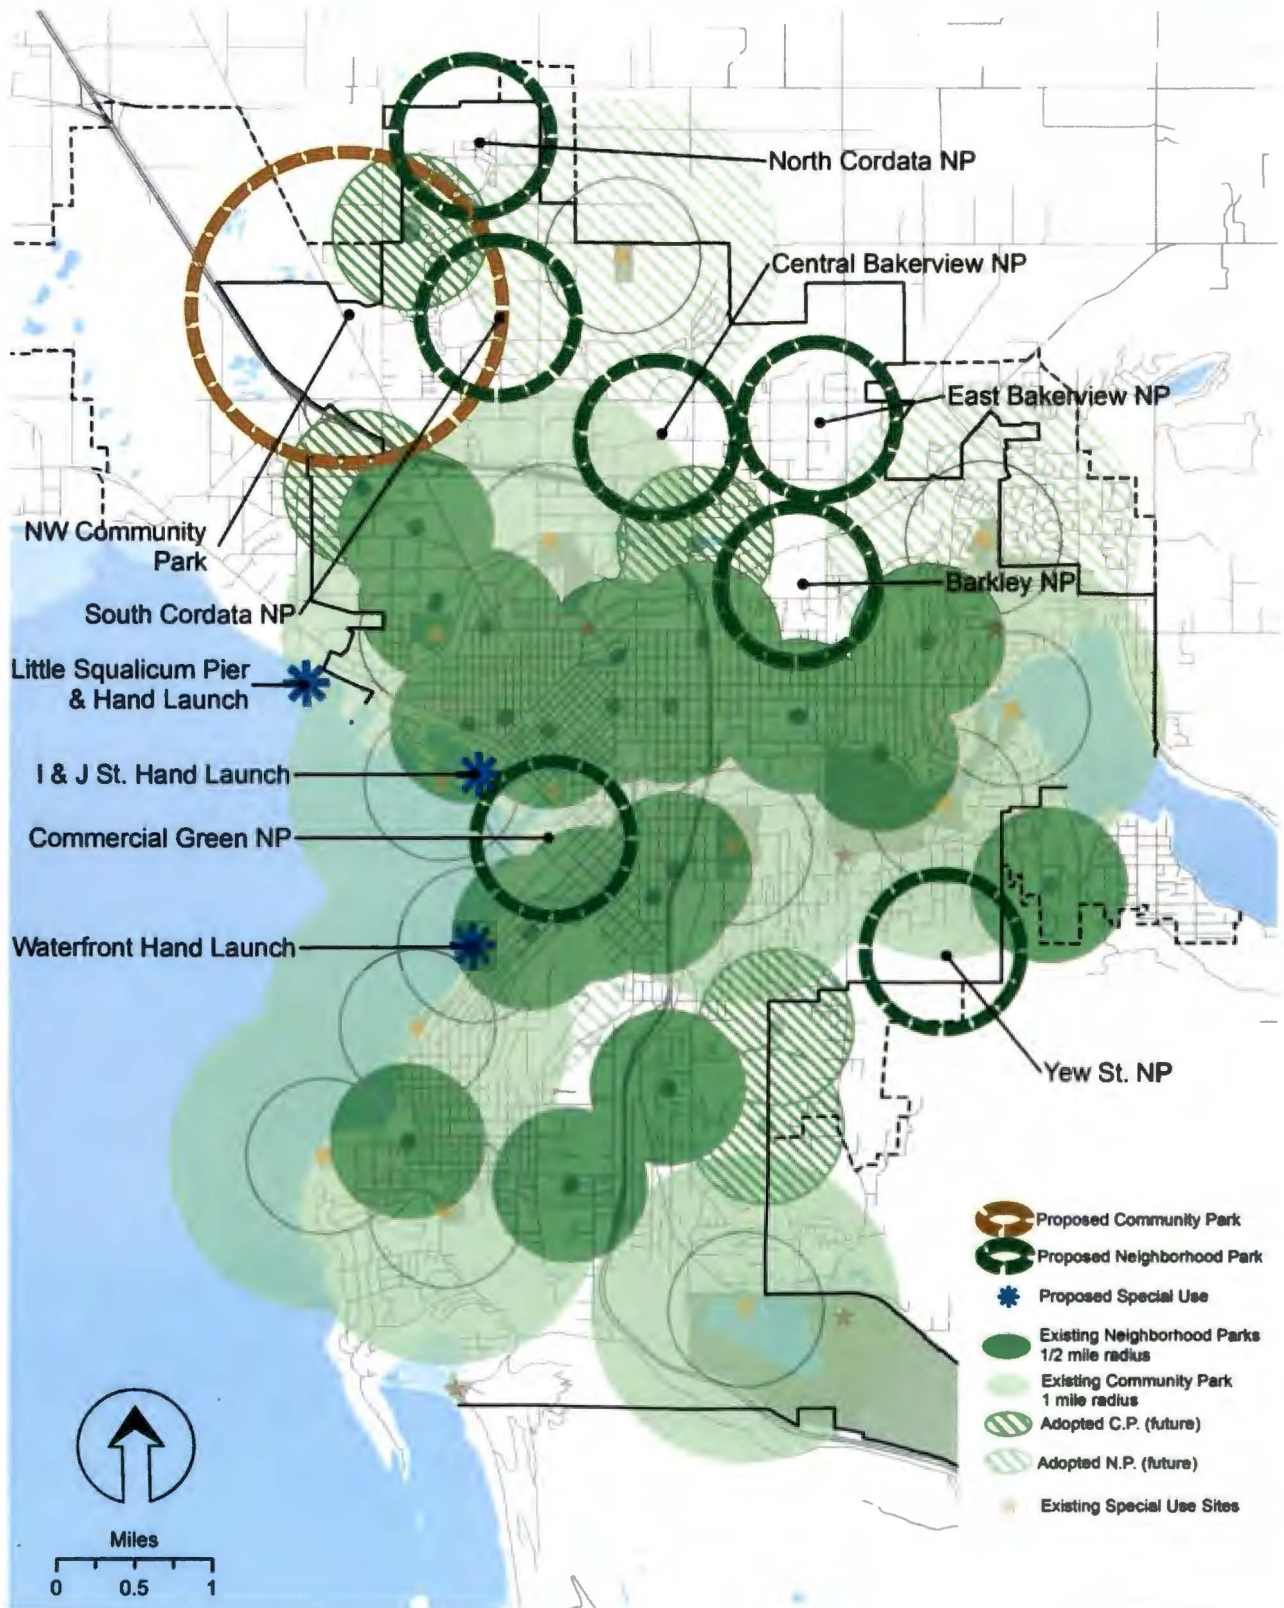 North Cordata NP
Central Bakerview NP
East Bakerview NP
NW Community
Park
Barkley NP
South Cordata NP
Little Squalicum Pier
& Hand Launch
I & J St. Hand Launch
Commercial Green NP
Waterfront Hand Launch
Yew St. NP
Proposed Community Park
Proposed Neighborhood Park
Proposed Special Use
Existing Neighborhood Parks
1/2 mile radius
Existing Community Park
1 mile radius
Adopted C.P. (future)
Adopted N.P. (future)
Existing Special Use Sites
Miles
0 0.5 1